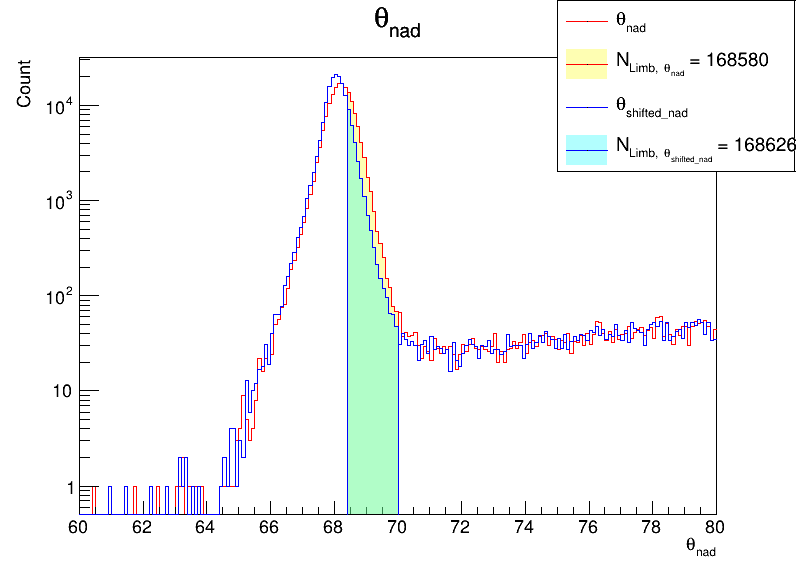 θnad
θnad
NLimb, θnad = 168580
θshifted_nad
NLimb, θshifted_nad = 168626
Count
10⁴
10³
10²
10
1
60 62 64 66 68 70 72 74 76 78 80
θnad